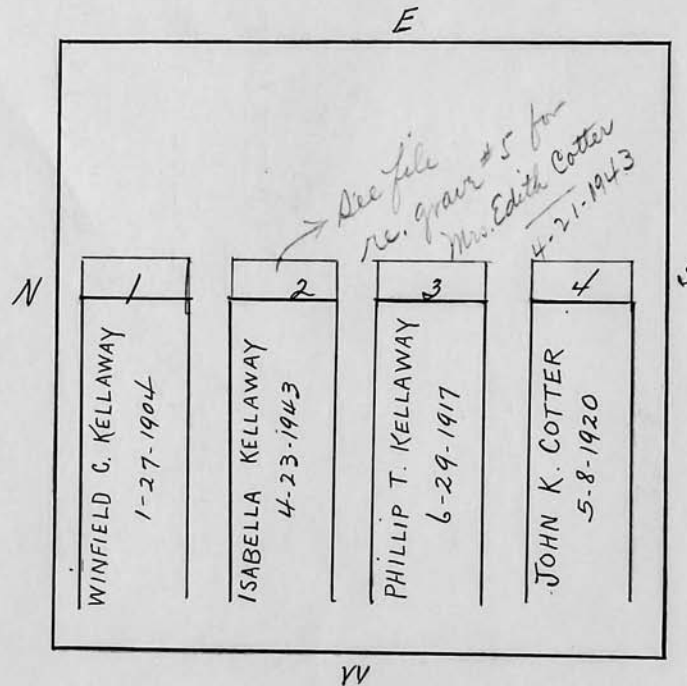 E
See file
re. grave #5 for
Mrs. Edith Cotter
4-21-1943
N
1
2
3
4
WINFIELD C. KELLAWAY
1-27-1904
ISABELLA KELLAWAY
4-23-1943
PHILLIP T. KELLAWAY
6-29-1917
JOHN K. COTTER
5-8-1920
W